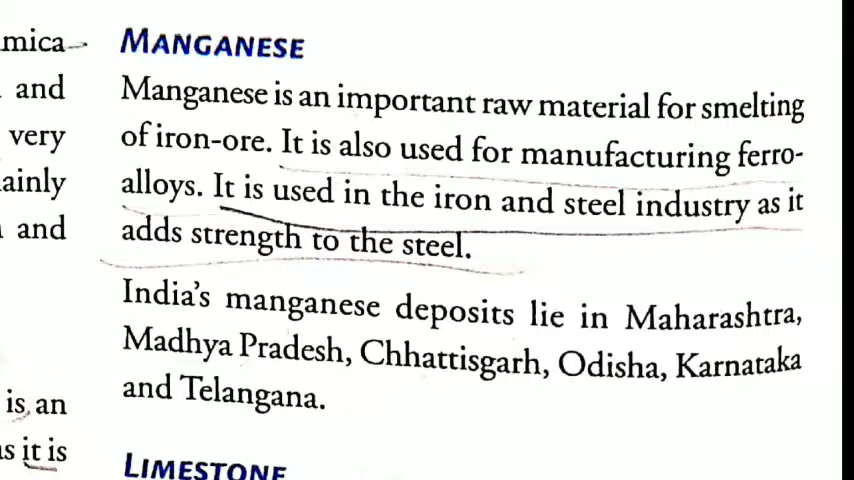 mica
and
very
and
is an
it is
MANGANESE
Manganese is an important raw material for smelting
of iron-ore. It is also used for manufacturing ferro-
alloys. It is used in the iron and steel industry as it
adds strength to the steel.
India's manganese deposits lie in Maharashtra,
Madhya Pradesh, Chhattisgarh, Odisha, Karnataka
and Telangana.
LIMESTONE